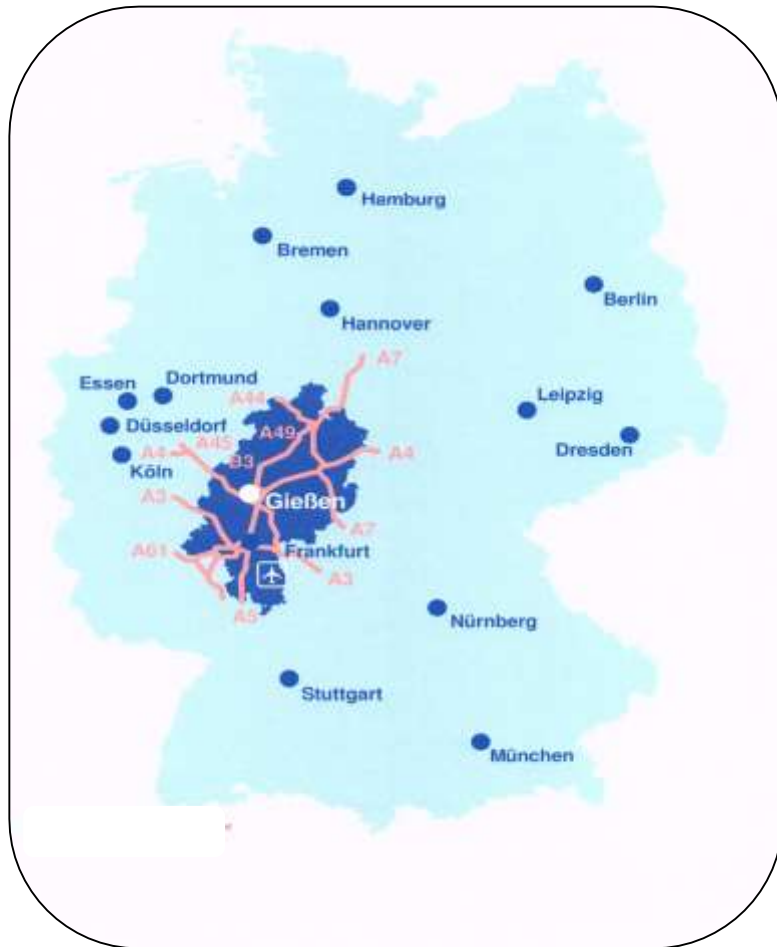 Hamburg
Bremen
Berlin
Hannover
A7
Essen
Dortmund
A44
Leipzig
Düsseldorf
A49
A45
A4
B3
A4
Dresden
Köln
A3
Gießen
A7
A61
Frankfurt
A3
A5
Nürnberg
Stuttgart
München